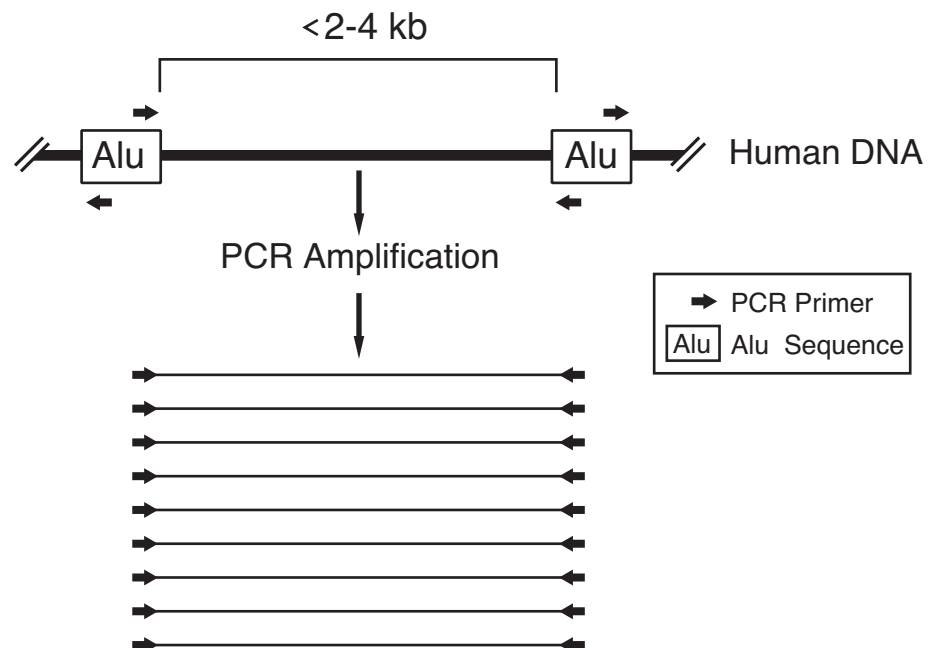 <2-4 kb
Alu Alu Human DNA
PCR Amplification
PCR Primer
Alu Alu Sequence